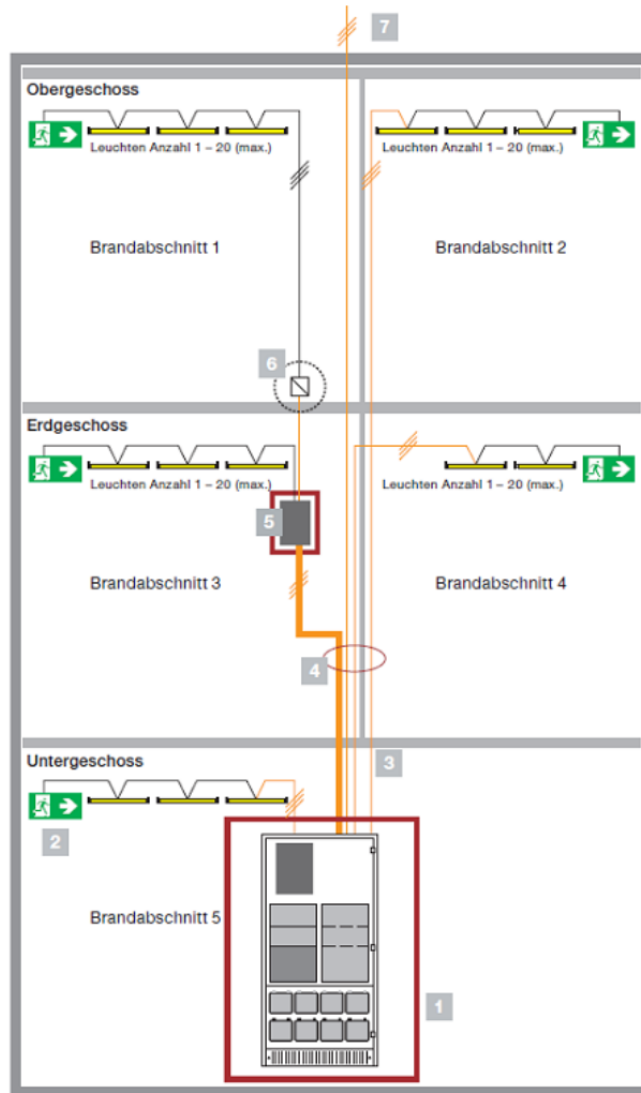 7
Obergeschoss
Leuchten Anzahl 1 – 20 (max.)
Leuchten Anzahl 1 – 20 (max.)
Brandabschnitt 1
Brandabschnitt 2
6
Erdgeschoss
Leuchten Anzahl 1 – 20 (max.)
Leuchten Anzahl 1 – 20 (max.)
5
Brandabschnitt 3
Brandabschnitt 4
4
Untergeschoss
3
2
Brandabschnitt 5
1